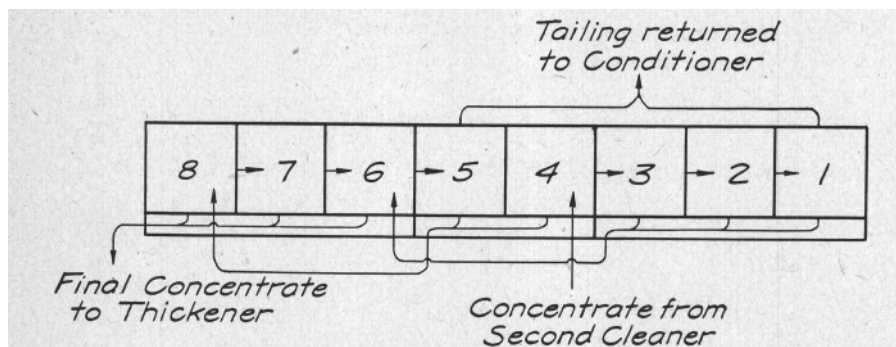 Tailing returned
to Conditioner
8 7 6 5 4 3 2 1
Final Concentrate
to Thickener
Concentrate from
Second Cleaner